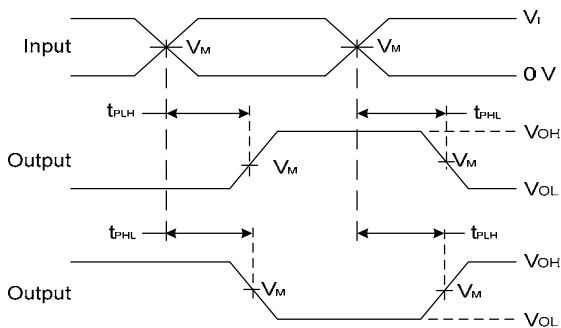 VI
Input VM VM
0 V
tPLH tPHL
VOH
Output VM VM
VOL
tPHL tPLH
VOH
Output VM VM
VOL